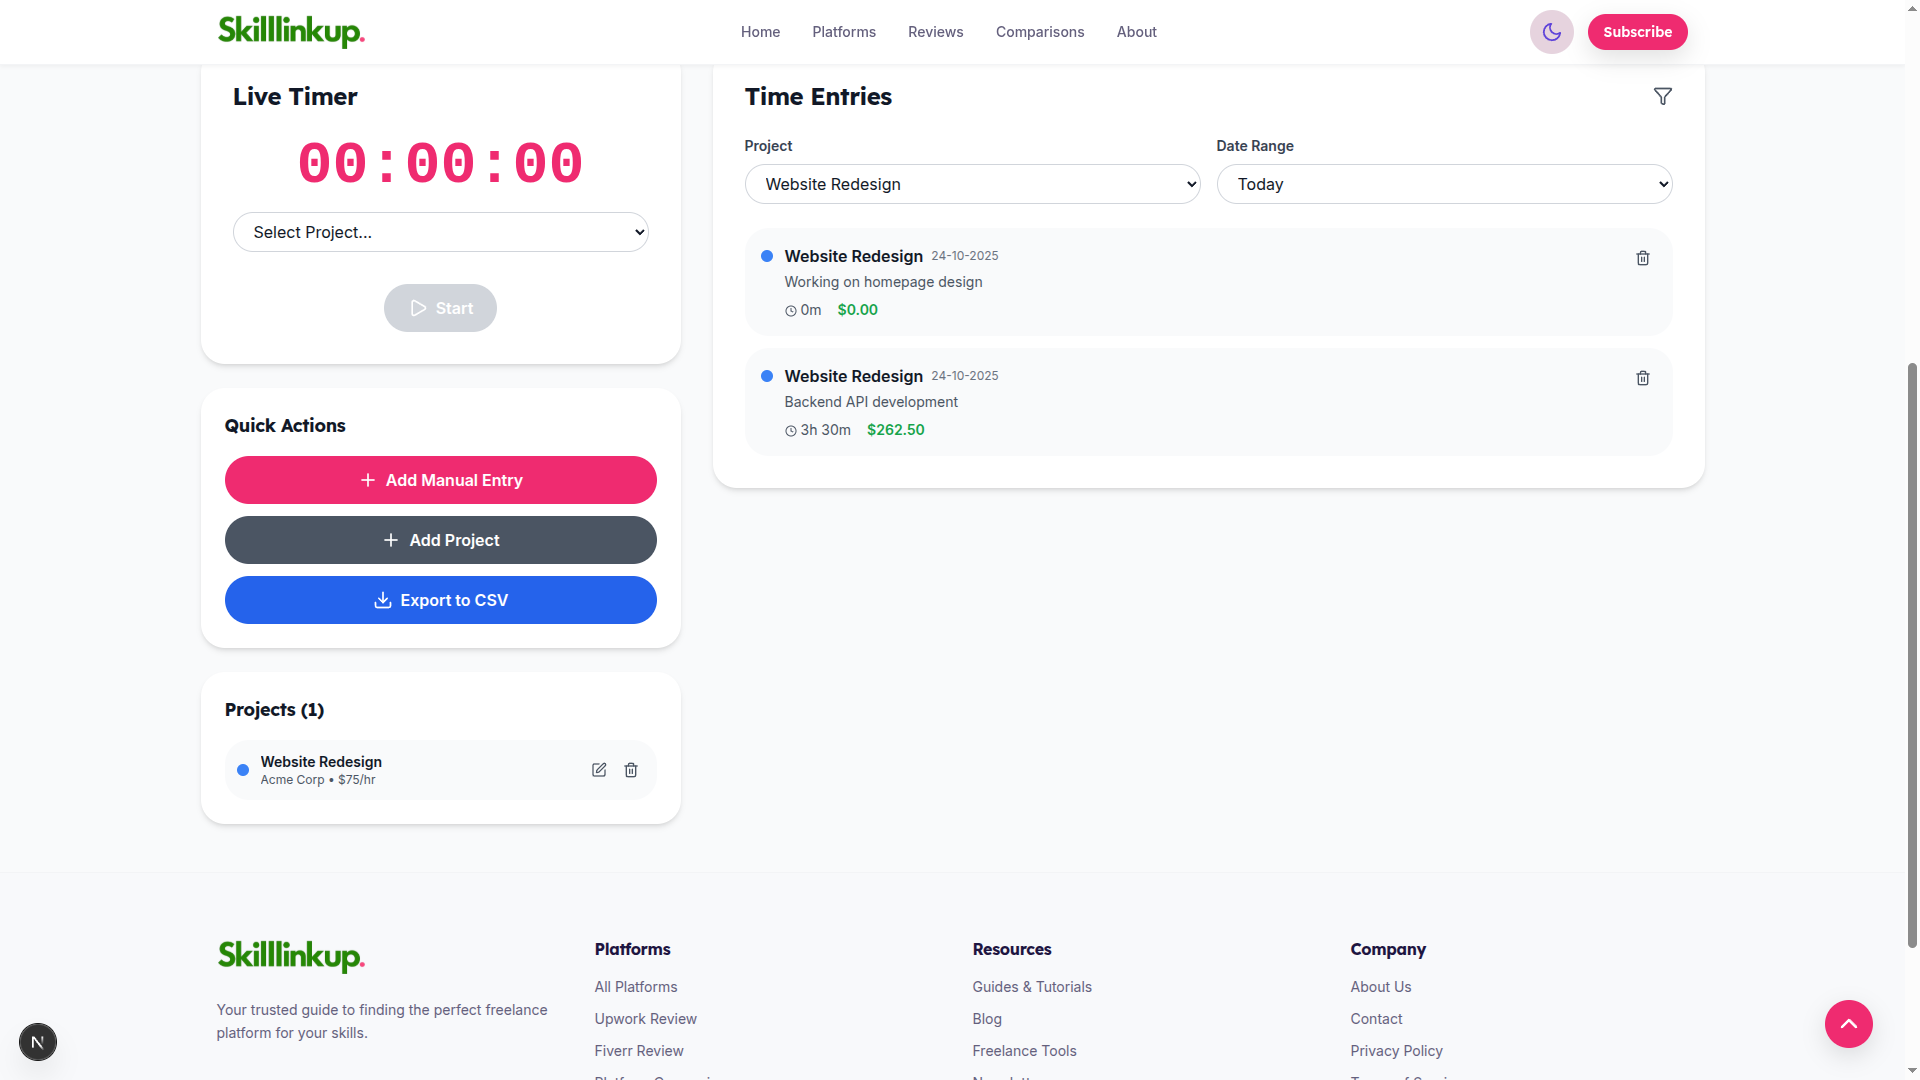 Skilllinkup.
Home
Platforms
Reviews
Comparisons
About
Subscribe
Live Timer
00:00:00
Select Project...
Start
Quick Actions
Add Manual Entry
Add Project
Export to CSV
Projects (1)
Website Redesign
Acme Corp • $75/hr
Time Entries
Project
Date Range
Website Redesign
Today
Website Redesign 24-10-2025
Working on homepage design
0m $0.00
Website Redesign 24-10-2025
Backend API development
3h 30m $262.50
Skilllinkup.
Your trusted guide to finding the perfect freelance
platform for your skills.
Platforms
All Platforms
Upwork Review
Fiverr Review
Resources
Guides & Tutorials
Blog
Freelance Tools
Company
About Us
Contact
Privacy Policy
N